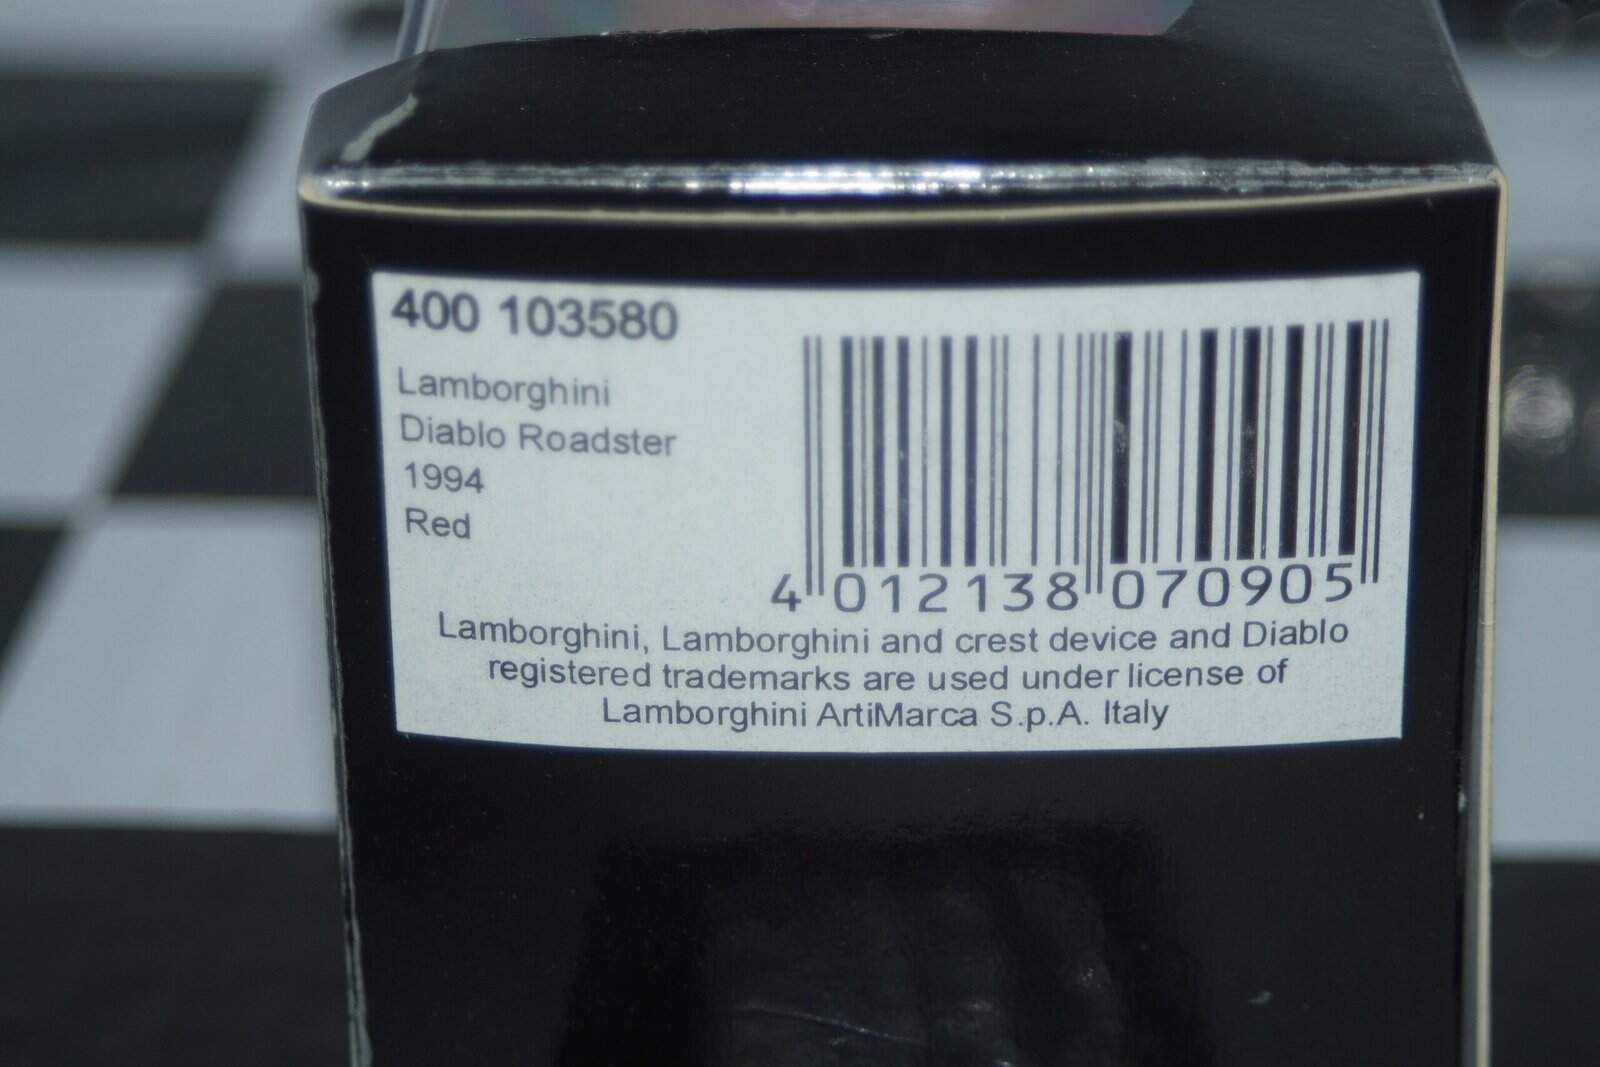 400 103580
Lamborghini
Diablo Roadster
1994
Red
4 012138 070905
Lamborghini, Lamborghini and crest device and Diablo
registered trademarks are used under license of
Lamborghini ArtiMarca S.p.A. Italy